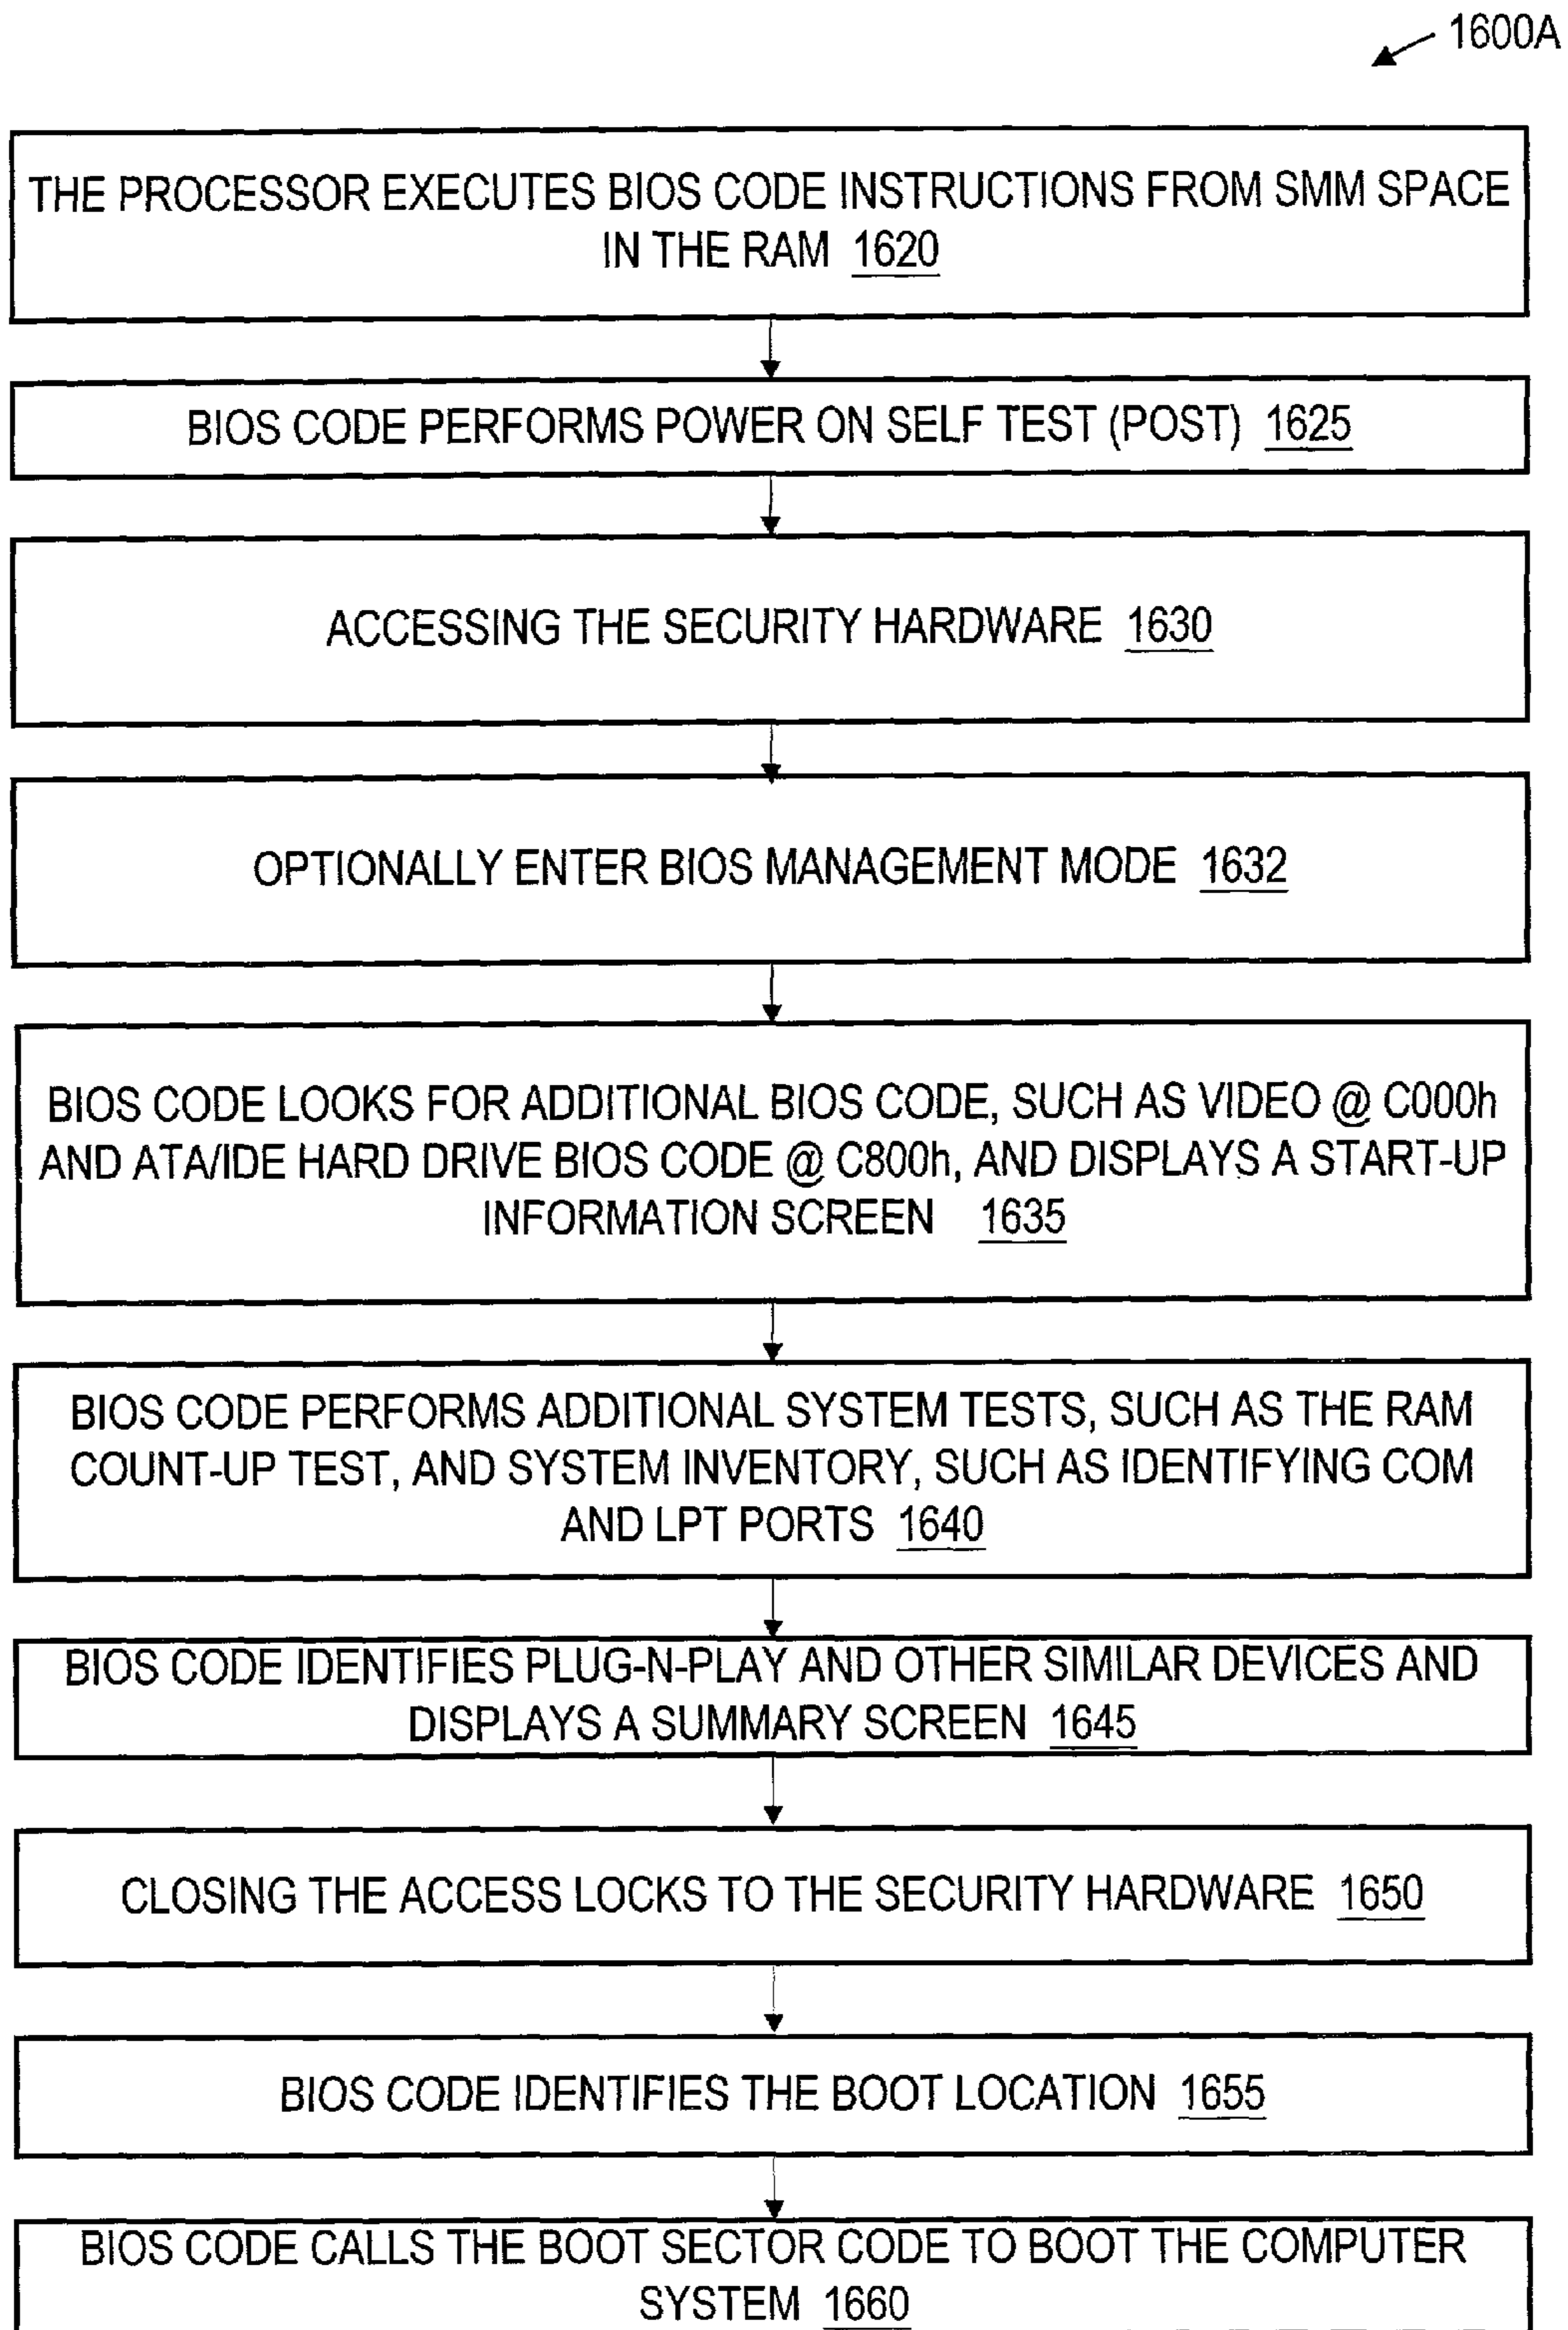 1600A
THE PROCESSOR EXECUTES BIOS CODE INSTRUCTIONS FROM SMM SPACE
IN THE RAM 1620
BIOS CODE PERFORMS POWER ON SELF TEST (POST) 1625
ACCESSING THE SECURITY HARDWARE 1630
OPTIONALLY ENTER BIOS MANAGEMENT MODE 1632
BIOS CODE LOOKS FOR ADDITIONAL BIOS CODE, SUCH AS VIDEO @ C000h
AND ATA/IDE HARD DRIVE BIOS CODE @ C800h, AND DISPLAYS A START-UP
INFORMATION SCREEN 1635
BIOS CODE PERFORMS ADDITIONAL SYSTEM TESTS, SUCH AS THE RAM
COUNT-UP TEST, AND SYSTEM INVENTORY, SUCH AS IDENTIFYING COM
AND LPT PORTS 1640
BIOS CODE IDENTIFIES PLUG-N-PLAY AND OTHER SIMILAR DEVICES AND
DISPLAYS A SUMMARY SCREEN 1645
CLOSING THE ACCESS LOCKS TO THE SECURITY HARDWARE 1650
BIOS CODE IDENTIFIES THE BOOT LOCATION 1655
BIOS CODE CALLS THE BOOT SECTOR CODE TO BOOT THE COMPUTER
SYSTEM 1660